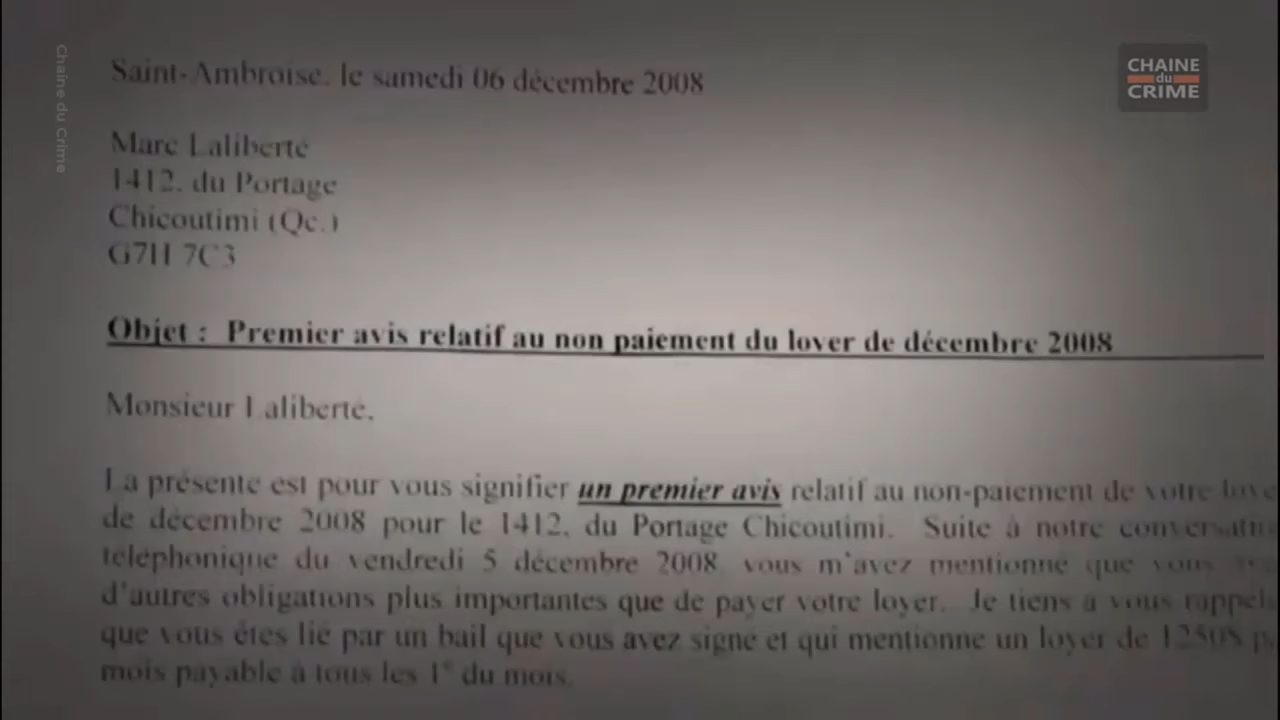 CHAINE
du
CRIME
Chaine du Crime
Saint-Ambroise, le samedi 06 décembre 2008
Marc Laliberté
1412, du Portage
Chicoutimi (Qc.)
G7H 7C3
Objet : Premier avis relatif au non paiement du loyer de décembre 2008
Monsieur Laliberté,
La présente est pour vous signifier un premier avis relatif au non-paiement de votre
de décembre 2008 pour le 1412, du Portage Chicoutimi. Suite à notre
téléphonique du vendredi 5 décembre 2008, vous m'avez mentionné que vous
d'autres obligations plus importantes que de payer votre loyer. Je tiens à vous
que vous êtes lié par un bail que vous avez signé et qui mentionne un loyer de 1250$
mois payable à tous les 1e du mois.